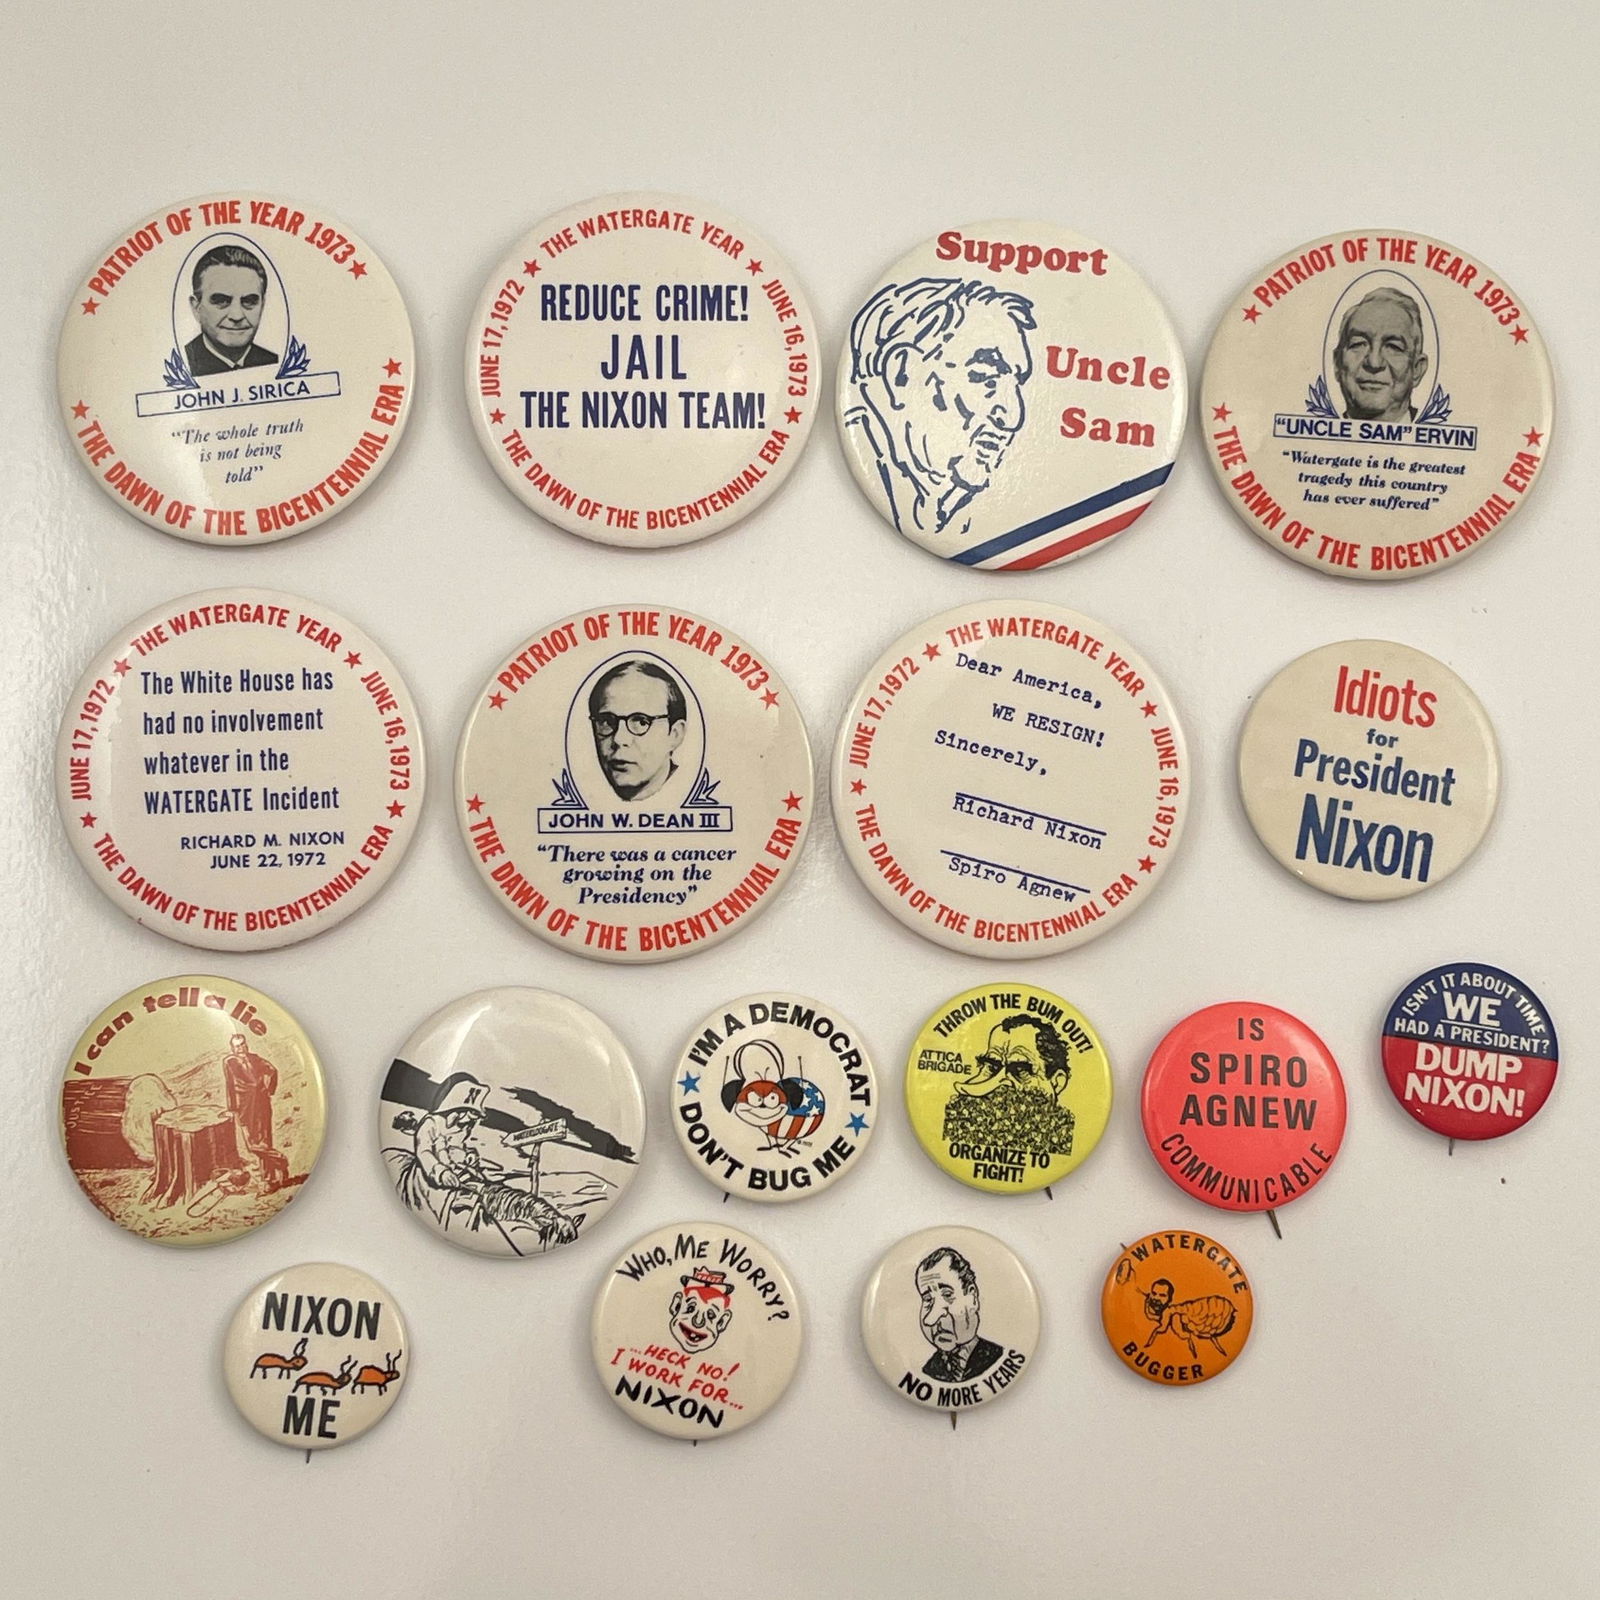 ★ PATRIOT OF THE YEAR 1973 ★
JOHN J. SIRICA
"The whole truth
is not being
told"
★ THE DAWN OF THE BICENTENNIAL ERA ★
★ THE WATERGATE YEAR ★
JUNE 17, 1972
JUNE 16, 1973
REDUCE CRIME!
JAIL
THE NIXON TEAM!
★ THE DAWN OF THE BICENTENNIAL ERA ★
Support
Uncle
Sam
★ PATRIOT OF THE YEAR 1973 ★
"UNCLE SAM" ERVIN
"Watergate is the greatest
tragedy this country
has ever suffered"
★ THE DAWN OF THE BICENTENNIAL ERA ★
★ THE WATERGATE YEAR ★
JUNE 17, 1972
JUNE 16, 1973
The White House has
had no involvement
whatever in the
WATERGATE Incident
RICHARD M. NIXON
JUNE 22, 1972
★ THE DAWN OF THE BICENTENNIAL ERA ★
★ PATRIOT OF THE YEAR 1973 ★
JOHN W. DEAN III
"There was a cancer
growing on the
Presidency"
★ THE DAWN OF THE BICENTENNIAL ERA ★
★ THE WATERGATE YEAR ★
JUNE 17, 1972
JUNE 16, 1973
Dear America,
WE RESIGN!
Sincerely,
Richard Nixon
Spiro Agnew
★ THE DAWN OF THE BICENTENNIAL ERA ★
Idiots
for
President
Nixon
I can tell a lie
N
WATERLOOGATE
I'M A DEMOCRAT
★ ★
DON'T BUG ME
THROW THE BUM OUT!
ATTICA
BRIGADE
ORGANIZE TO
FIGHT!
IS
SPIRO
AGNEW
COMMUNICABLE
ISN'T IT ABOUT TIME
WE
HAD A PRESIDENT?
DUMP
NIXON!
NIXON
ME
WHO, ME WORRY?
...HECK NO!
I WORK FOR...
NIXON
NO MORE YEARS
WATERGATE
BUGGER